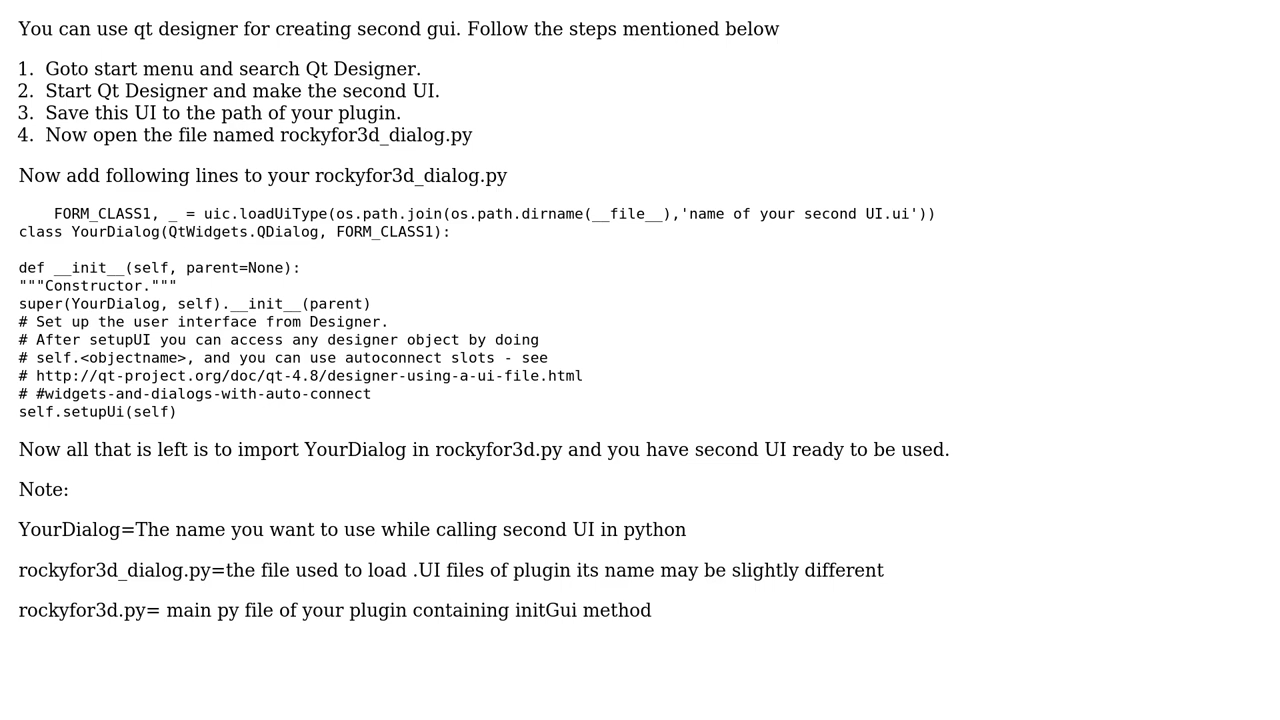 You can use qt designer for creating second gui. Follow the steps mentioned below
1. Goto start menu and search Qt Designer.
2. Start Qt Designer and make the second UI.
3. Save this UI to the path of your plugin.
4. Now open the file named rockyfor3d_dialog.py
Now add following lines to your rockyfor3d_dialog.py
    FORM_CLASS1, _ = uic.loadUiType(os.path.join(os.path.dirname(__file__),'name of your second UI.ui'))
class YourDialog(QtWidgets.QDialog, FORM_CLASS1):
def __init__(self, parent=None):
"""Constructor."""
super(YourDialog, self).__init__(parent)
# Set up the user interface from Designer.
# After setupUI you can access any designer object by doing
# self.<objectname>, and you can use autoconnect slots - see
# http://qt-project.org/doc/qt-4.8/designer-using-a-ui-file.html
# #widgets-and-dialogs-with-auto-connect
self.setupUi(self)
Now all that is left is to import YourDialog in rockyfor3d.py and you have second UI ready to be used.
Note:
YourDialog=The name you want to use while calling second UI in python
rockyfor3d_dialog.py=the file used to load .UI files of plugin its name may be slightly different
rockyfor3d.py= main py file of your plugin containing initGui method